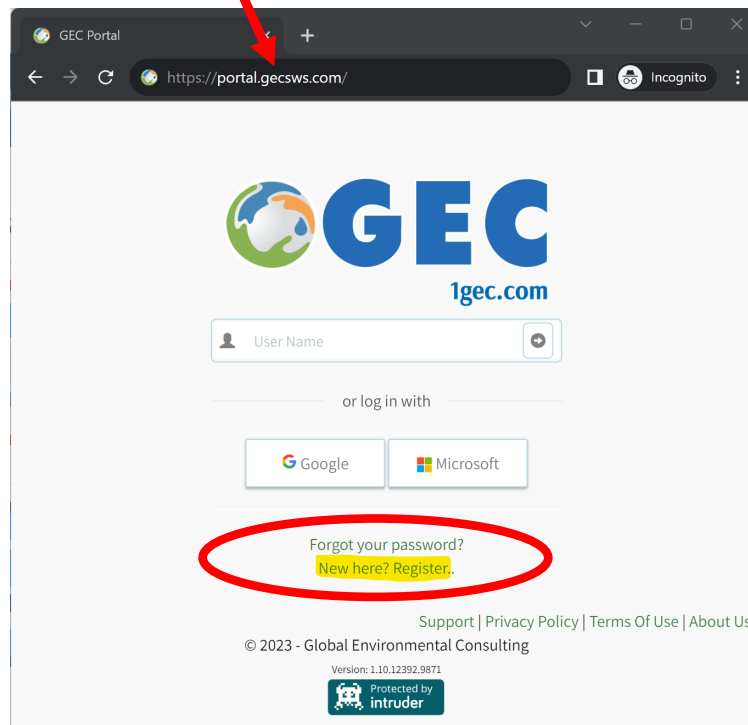 GEC Portal
https://portal.gecsws.com/
Incognito
GEC
1gec.com
User Name
or log in with
Google
Microsoft
Forgot your password?
New here? Register..
Support | Privacy Policy | Terms Of Use | About Us
© 2023 - Global Environmental Consulting
Version: 1.10.12392.9871
Protected by
intruder